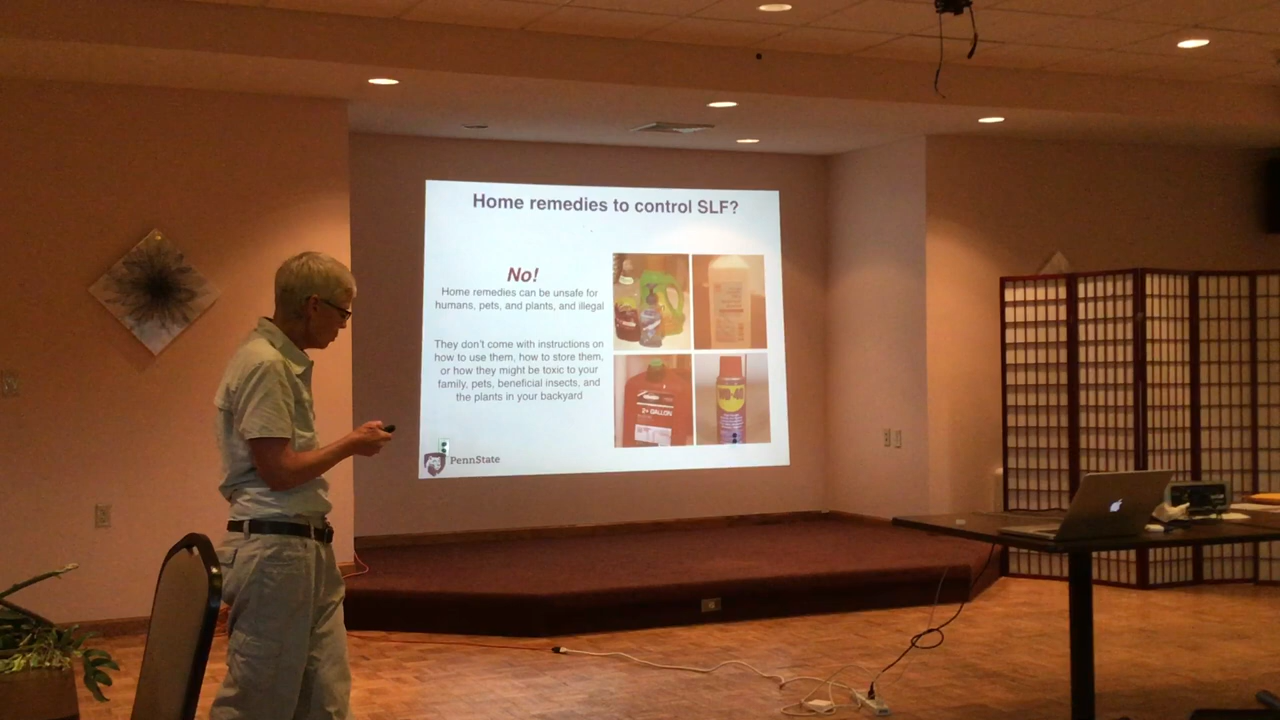 Home remedies to control SLF?
No!
Home remedies can be unsafe for
humans, pets, and plants, and illegal
They don't come with instructions on
how to use them, how to store them,
or how they might be toxic to your
family, pets, beneficial insects, and
the plants in your backyard
2+ GALLON
WD-40
PennState